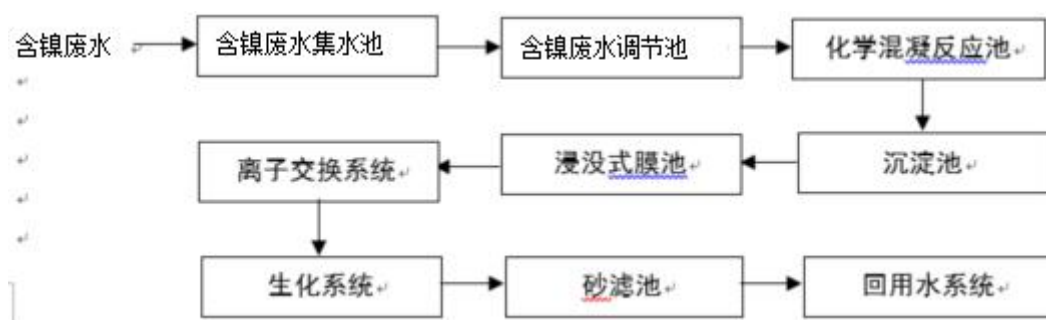 含镍废水
含镍废水集水池
含镍废水调节池
化学混凝反应池
离子交换系统
浸没式膜池
沉淀池
生化系统
砂滤池
回用水系统